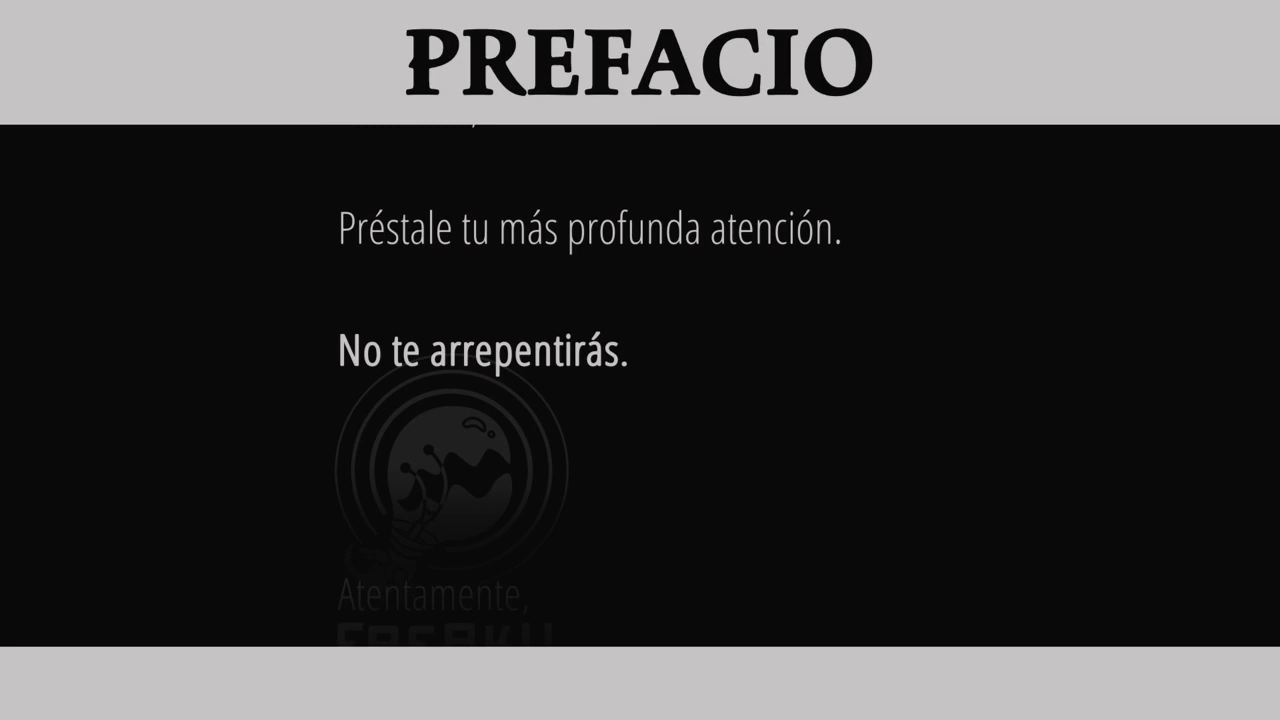 PREFACIO
Préstale tu más profunda atención.
No te arrepentirás.
Atentamente,